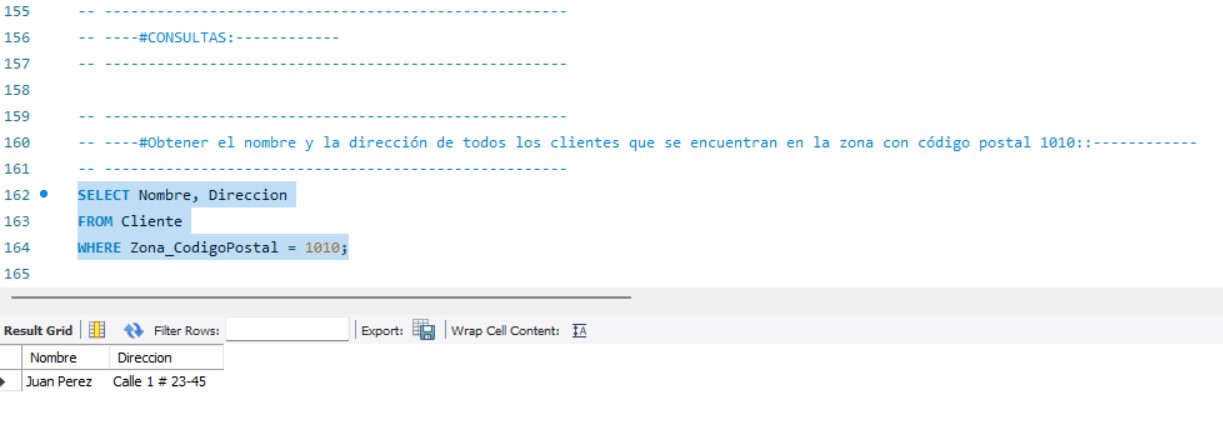 155 -- -----------------------------------------------------
156 -- ----#CONSULTAS:------------
157 -- -----------------------------------------------------
158
159 -- -----------------------------------------------------
160 -- ----#Obtener el nombre y la dirección de todos los clientes que se encuentran en la zona con código postal 1010::------------
161 -- -----------------------------------------------------
162 SELECT Nombre, Direccion
163 FROM Cliente
164 WHERE Zona_CodigoPostal = 1010;
165
Result Grid Filter Rows: Export: Wrap Cell Content: IA
Nombre Direccion
Juan Perez Calle 1 # 23-45